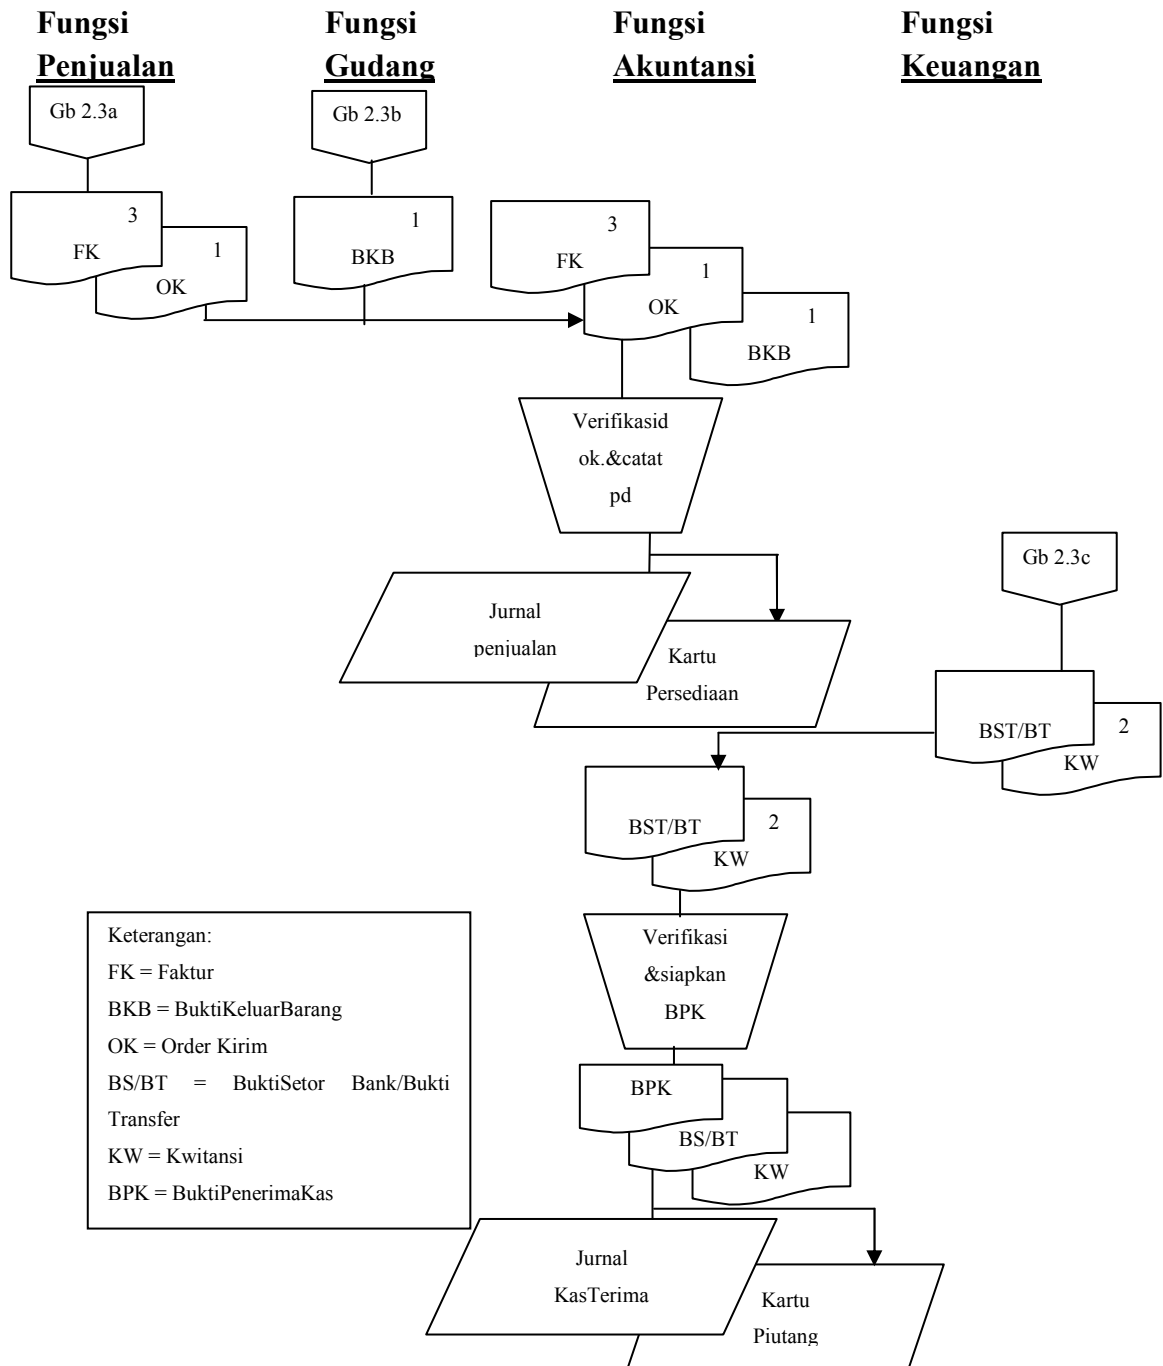 Fungsi
Penjualan
Fungsi
Gudang
Fungsi
Akuntansi
Fungsi
Keuangan
Gb 2.3a
Gb 2.3b
3
FK
1
OK
1
BKB
3
FK
1
OK
1
BKB
Verifikasid
ok.&catat
pd
Gb 2.3c
Jurnal
penjualan
Kartu
Persediaan
BST/BT
2
KW
BST/BT
2
KW
Verifikasi
&siapkan
BPK
Keterangan:
FK = Faktur
BKB = BuktiKeluarBarang
OK = Order Kirim
BS/BT = BuktiSetor Bank/Bukti
Transfer
KW = Kwitansi
BPK = BuktiPenerimaKas
BPK
BS/BT
KW
Jurnal
KasTerima
Kartu
Piutang